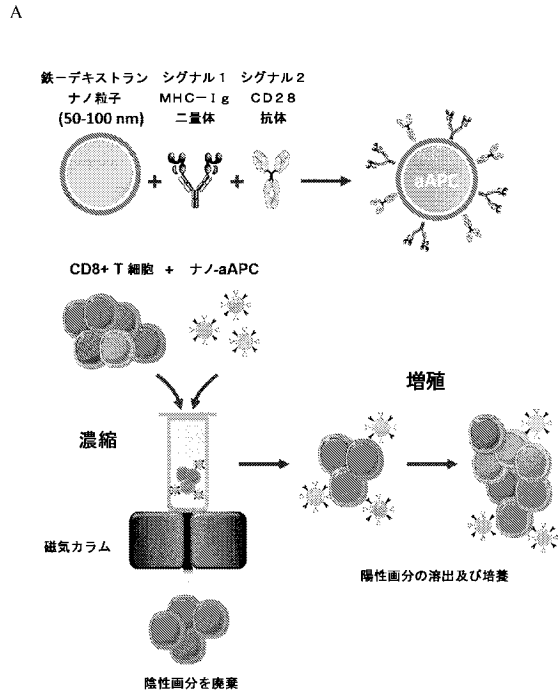 A
鉄ーデキストラン
ナノ粒子
(50-100 nm)
シグナル1
MHC-Ig
二量体
シグナル2
CD28
抗体
aAPC
CD8+ T 細胞 + ナノ-aAPC
増殖
濃縮
磁気カラム
陽性画分の溶出及び培養
陰性画分を廃棄